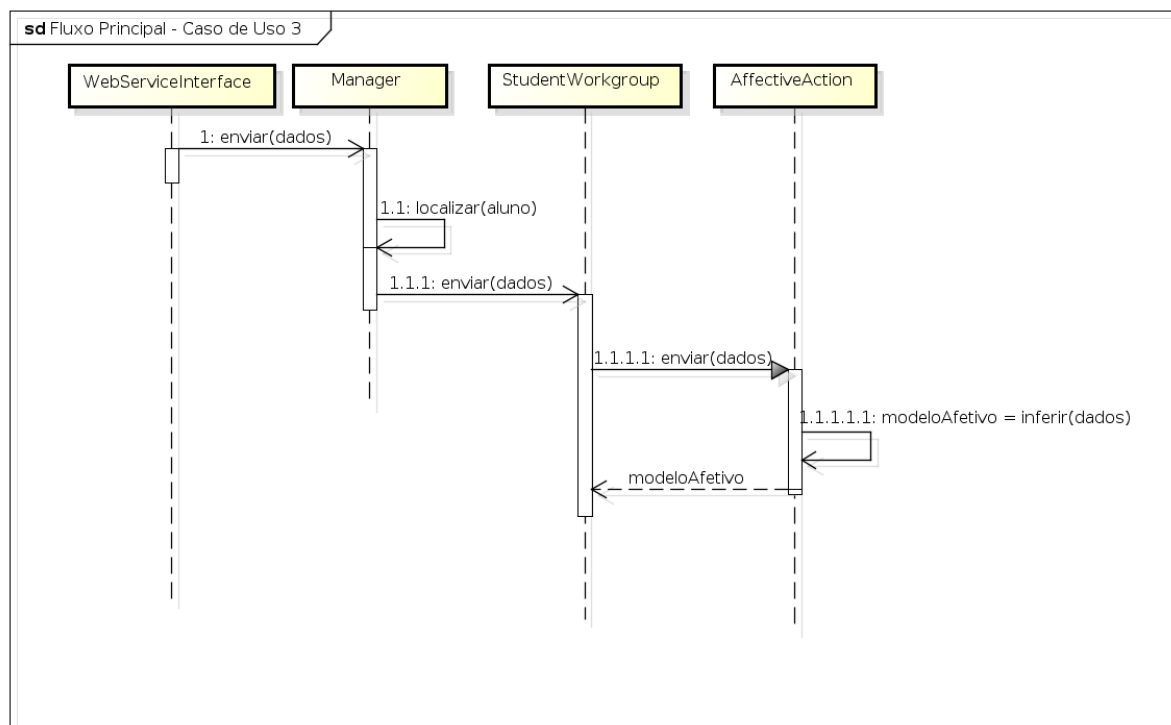 sd Fluxo Principal - Caso de Uso 3
WebServiceInterface
Manager
StudentWorkgroup
AffectiveAction
1: enviar(dados)
1.1: localizar(aluno)
1.1.1: enviar(dados)
1.1.1.1: enviar(dados)
1.1.1.1.1: modeloAfetivo = inferir(dados)
modeloAfetivo